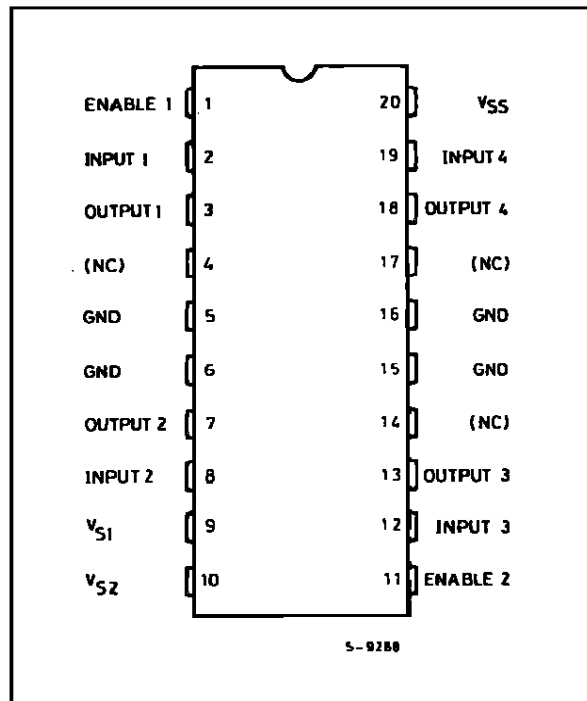 ENABLE 1 1 20 VSS
INPUT 1 2 19 INPUT 4
OUTPUT 1 3 18 OUTPUT 4
(NC) 4 17 (NC)
GND 5 16 GND
GND 6 15 GND
OUTPUT 2 7 14 (NC)
INPUT 2 8 13 OUTPUT 3
VS1 9 12 INPUT 3
VS2 10 11 ENABLE 2
S-9288